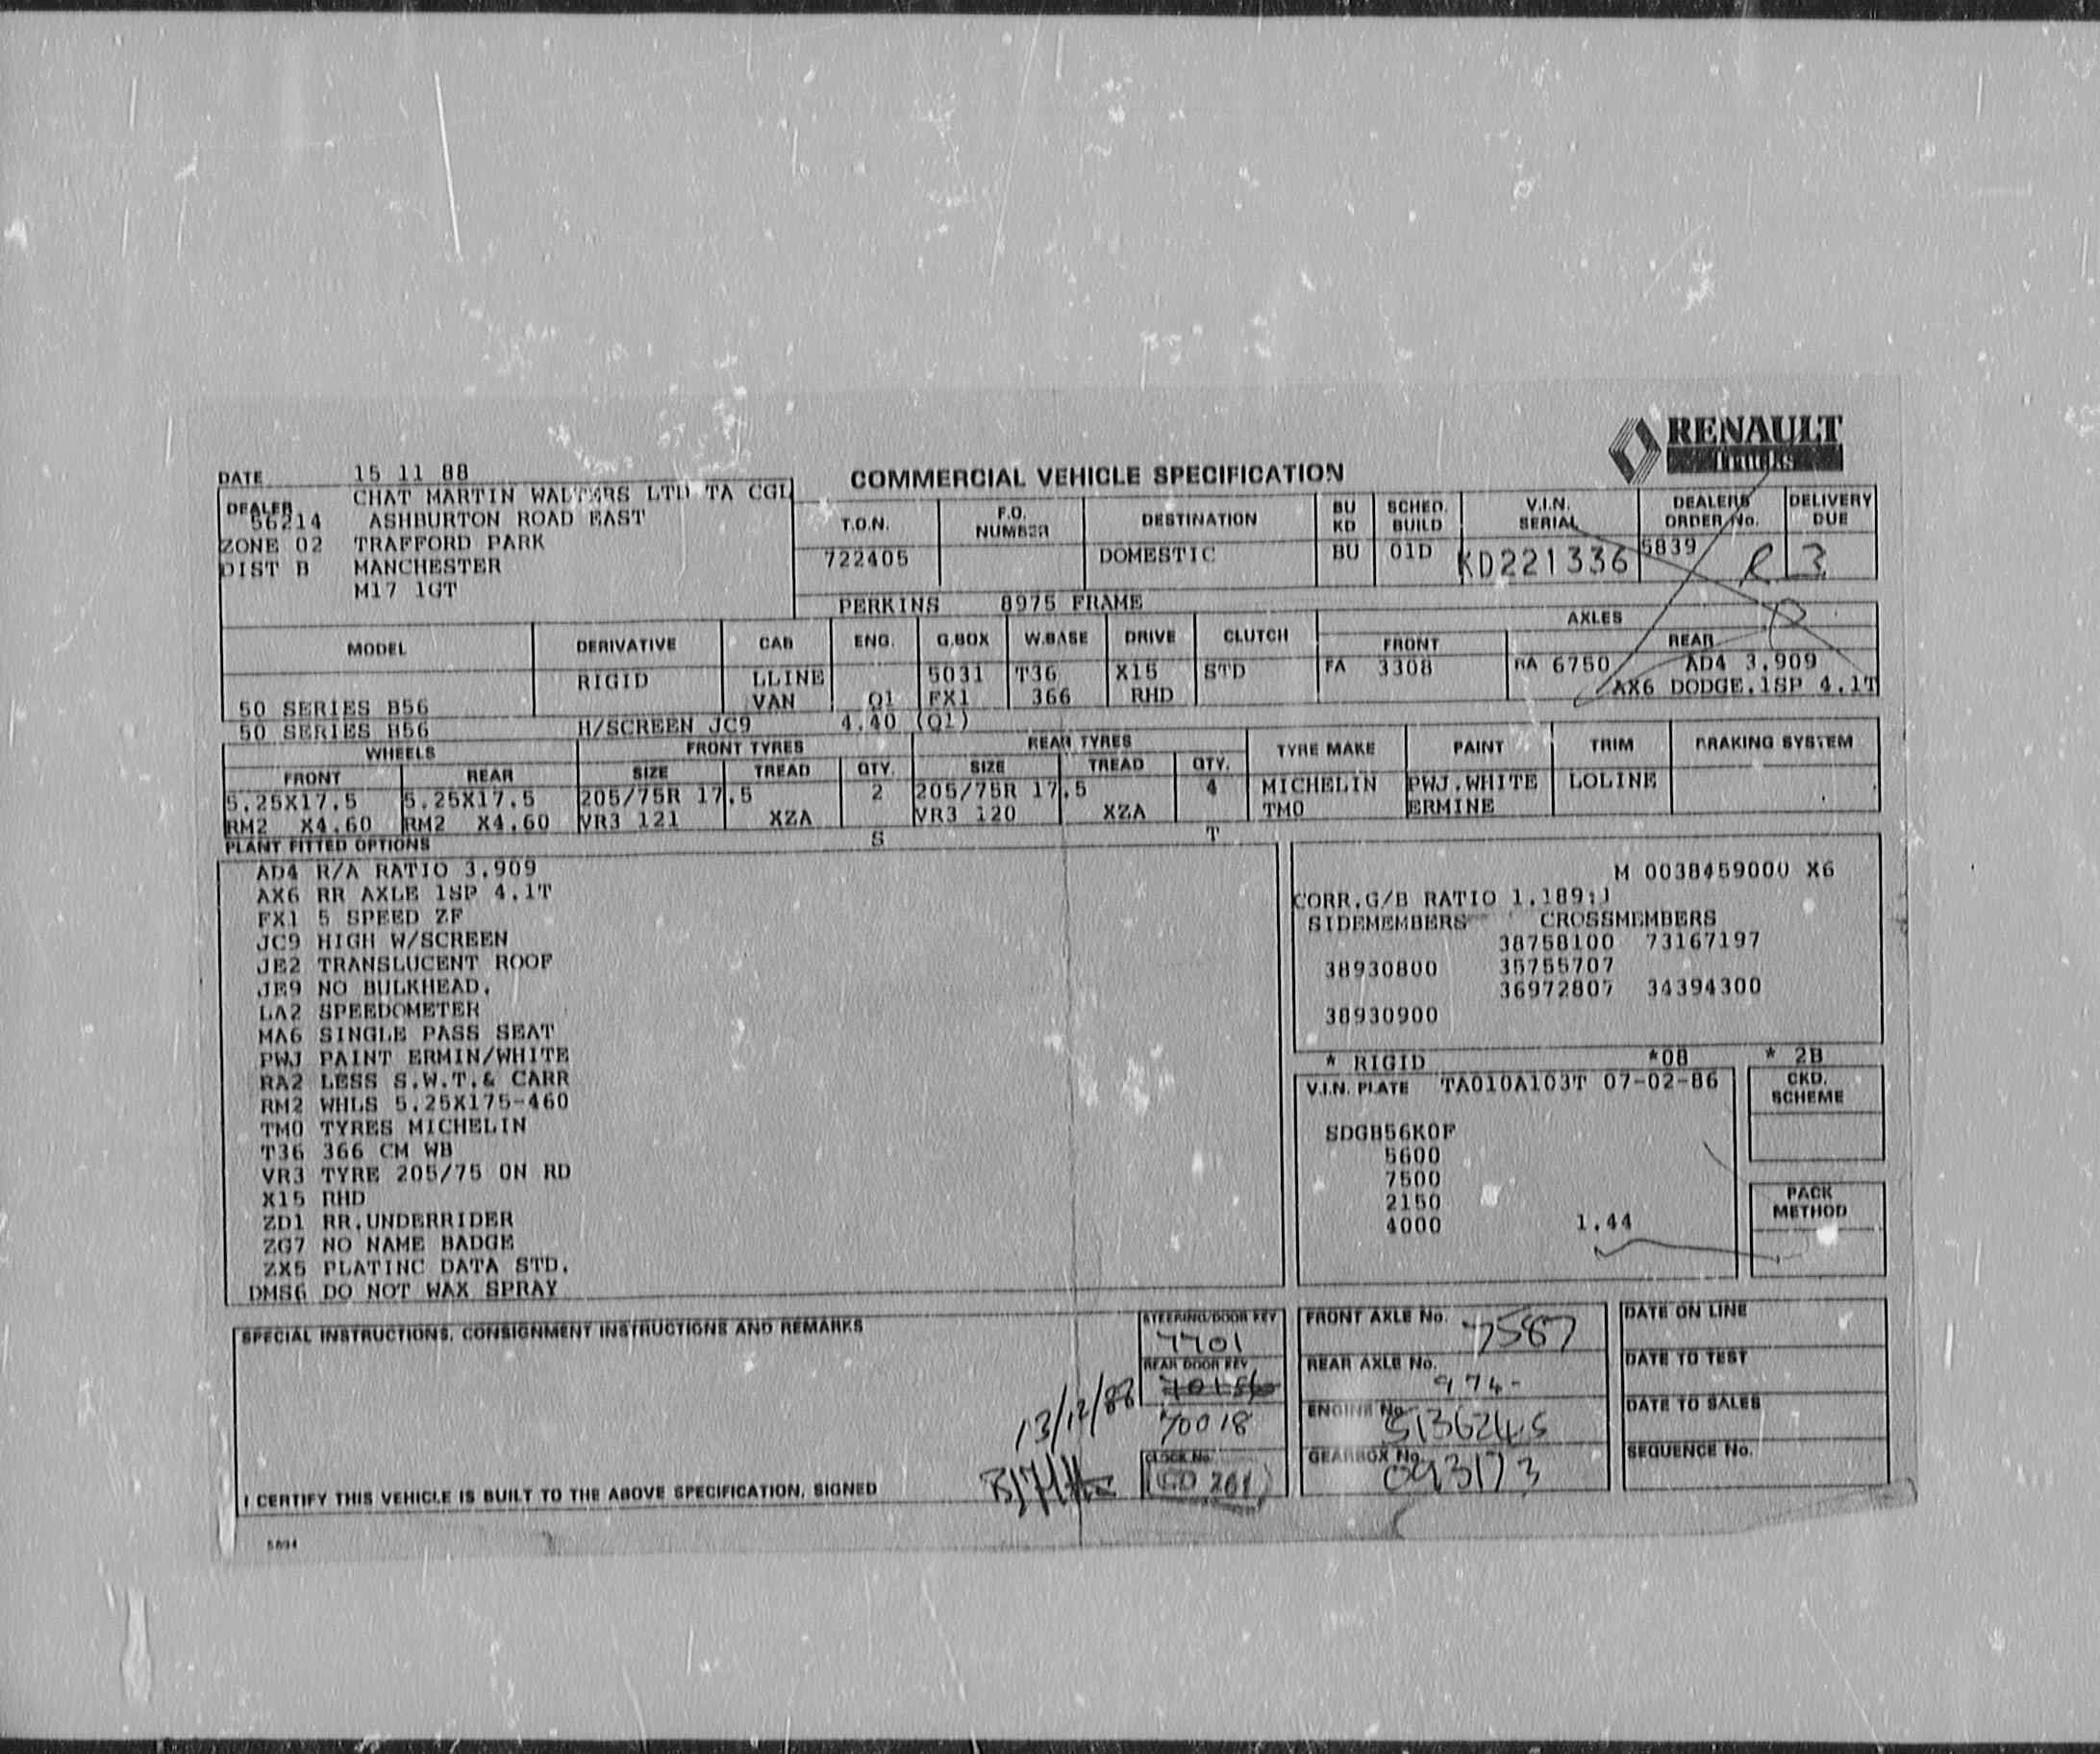 RENAULT
Trucks
DATE 15 11 88
COMMERCIAL VEHICLE SPECIFICATION
DEALER CHAT MARTIN WALTERS LTD TA CGL
56214 ASHBURTON ROAD EAST
ZONE 02 TRAFFORD PARK
DIST B MANCHESTER
M17 1GT
T.O.N. F.O. NUMBER DESTINATION BU KD SCHED. BUILD V.I.N. SERIAL DEALERS ORDER No. DELIVERY DUE
722405 DOMESTIC BU 01D KD221336 5839 R 3
PERKINS 8975 FRAME
AXLES
MODEL DERIVATIVE CAB ENG. G.BOX W.BASE DRIVE CLUTCH FRONT REAR
RIGID LLINE 5031 T36 X15 STD FA 3308 RA 6750 AD4 3.909
50 SERIES B56 VAN Q1 FX1 366 RHD AX6 DODGE.1SP 4.1T
50 SERIES B56 H/SCREEN JC9 4.40 (Q1)
WHEELS FRONT TYRES REAR TYRES TYRE MAKE PAINT TRIM BRAKING SYSTEM
FRONT REAR SIZE TREAD QTY. SIZE TREAD QTY.
5.25X17.5 5.25X17.5 205/75R 17.5 2 205/75R 17.5 4 MICHELIN PWJ.WHITE LOLINE
RM2 X4.60 RM2 X4.60 VR3 121 XZA VR3 120 XZA TM0 ERMINE
PLANT FITTED OPTIONS S T
AD4 R/A RATIO 3.909
AX6 RR AXLE 1SP 4.1T
FX1 5 SPEED ZF
JC9 HIGH W/SCREEN
JE2 TRANSLUCENT ROOF
JE9 NO BULKHEAD.
LA2 SPEEDOMETER
MA6 SINGLE PASS SEAT
PWJ PAINT ERMIN/WHITE
RA2 LESS S.W.T.& CARR
RM2 WHLS 5.25X175-460
TM0 TYRES MICHELIN
T36 366 CM WB
VR3 TYRE 205/75 ON RD
X15 RHD
ZD1 RR.UNDERRIDER
ZG7 NO NAME BADGE
ZX5 PLATINC DATA STD.
DMS6 DO NOT WAX SPRAY
M 0038459000 X6
CORR.G/B RATIO 1.189:1
SIDEMEMBERS CROSSMEMBERS
38758100 73167197
38930800 35755707
36972807 34394300
38930900
* RIGID *08 * 2B
V.I.N. PLATE TA010A103T 07-02-86
CKD. SCHEME
SDGB56K0F
5600
7500
2150
4000 1.44
PACK METHOD
SPECIAL INSTRUCTIONS, CONSIGNMENT INSTRUCTIONS AND REMARKS
STEERING/DOOR KEY
7701
REAR DOOR KEY
70018
13/12/88
CLOCK No.
I CERTIFY THIS VEHICLE IS BUILT TO THE ABOVE SPECIFICATION, SIGNED
FRONT AXLE No. 7587
REAR AXLE No. 974-
ENGINE No.
GEARBOX No. 093173
DATE ON LINE
DATE TO TEST
DATE TO SALES
SEQUENCE No.